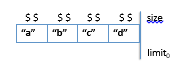 $ $ $ $ $ $ $ $ size
"a" "b" "c" "d"
limit。